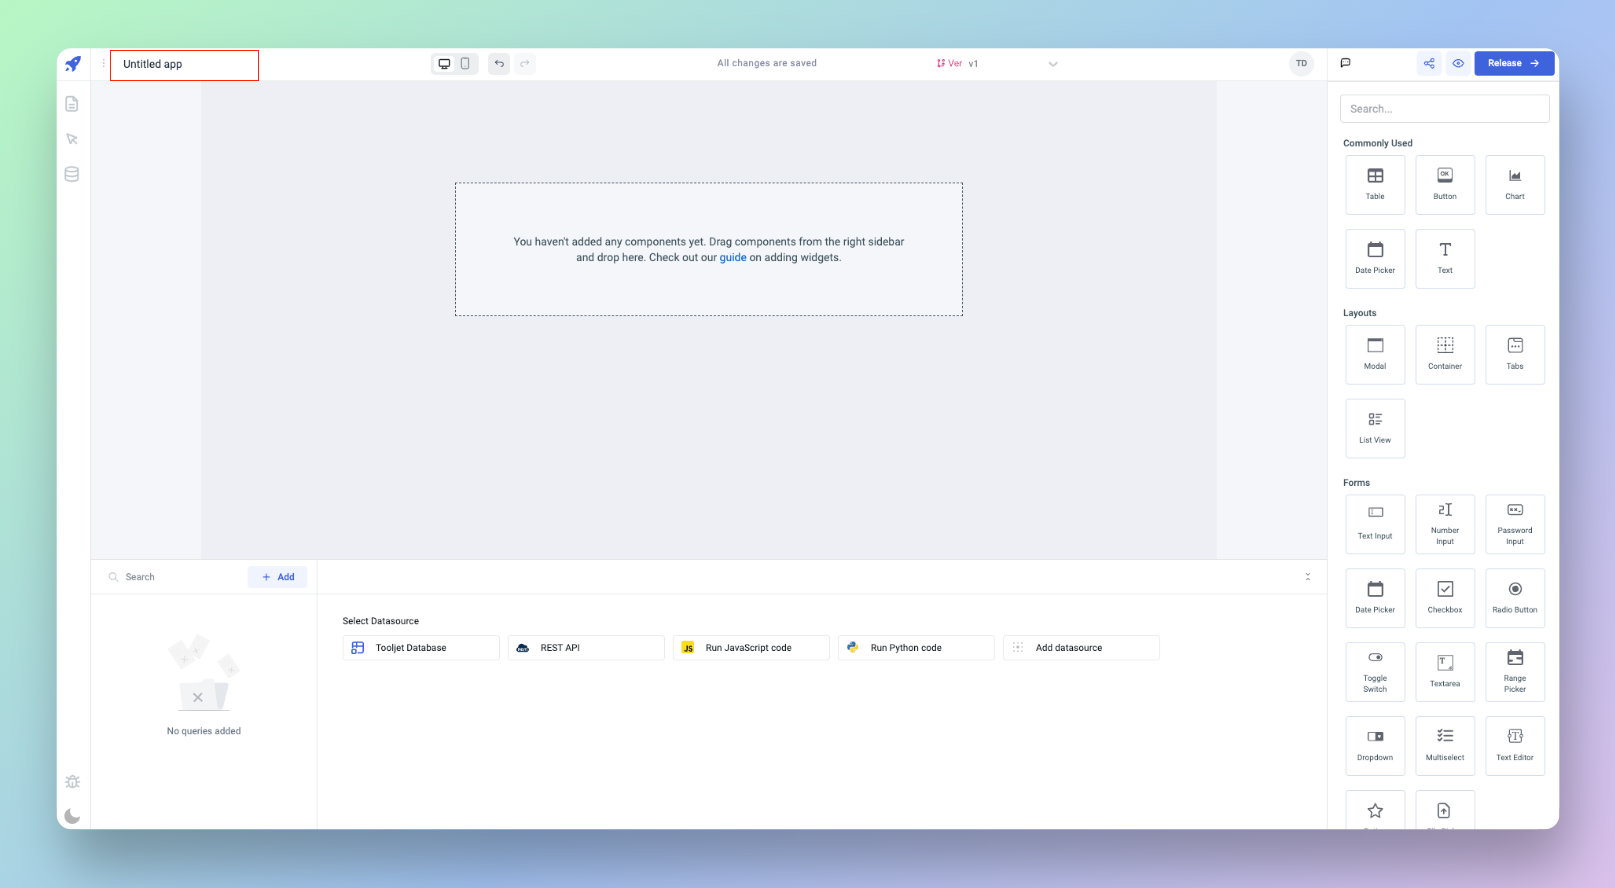 Untitled app
All changes are saved
Ver v1
TD
Release
Search...
Commonly Used
Table
Button
OK
Chart
Date Picker
Text
You haven't added any components yet. Drag components from the right sidebar
and drop here. Check out our guide on adding widgets.
Layouts
Modal
Container
Tabs
List View
Forms
Text Input
Number
Input
Password
Input
Date Picker
Checkbox
Radio Button
Toggle
Switch
Textarea
Range
Picker
Dropdown
Multiselect
Text Editor
Search
+ Add
No queries added
Select Datasource
Tooljet Database
REST API
JS
Run JavaScript code
Run Python code
Add datasource